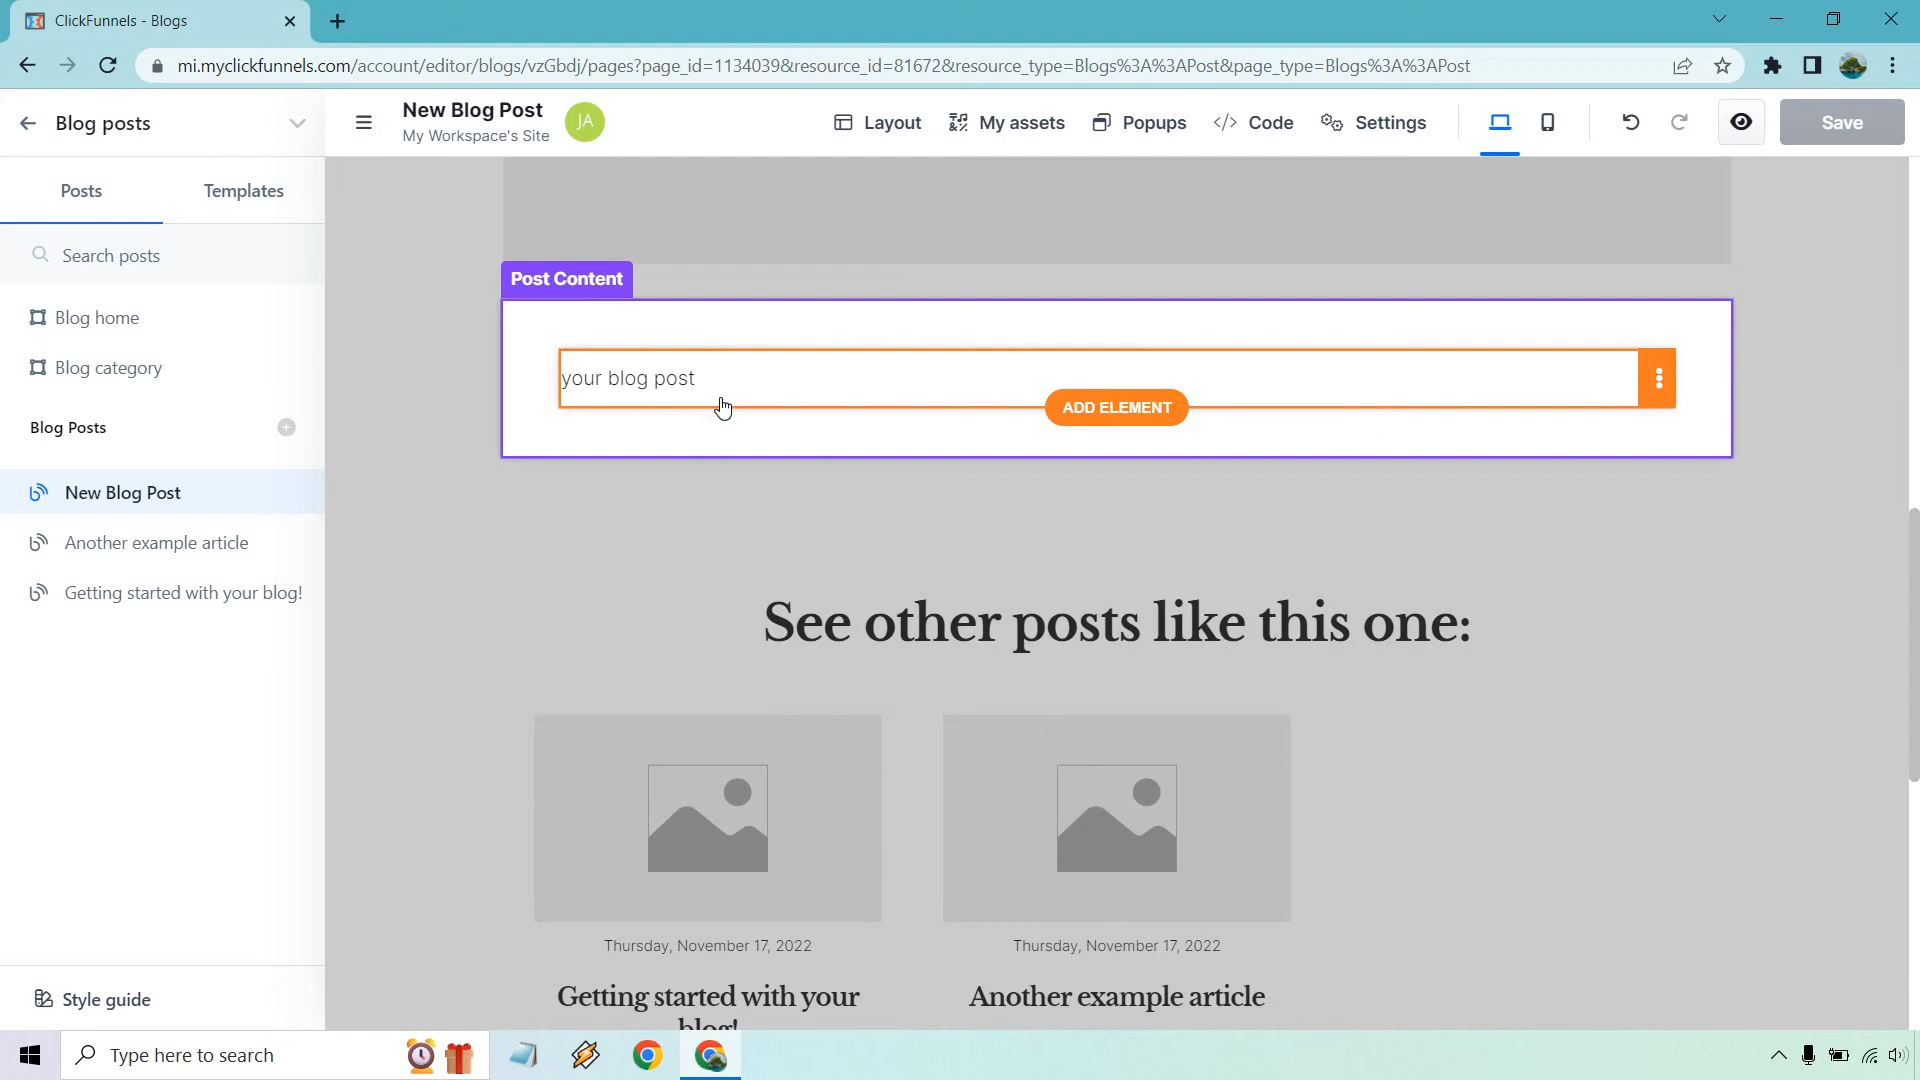 ClickFunnels - Blogs
mi.myclickfunnels.com/account/editor/blogs/vzGbdj/pages?page_id=1134039&resource_id=81672&resource_type=Blogs%3A%3APost&page_type=Blogs%3A%3APost
Blog posts
New Blog Post
My Workspace's Site
JA
Layout
My assets
Popups
Code
Settings
Save
Posts
Templates
Search posts
Blog home
Blog category
Blog Posts
New Blog Post
Another example article
Getting started with your blog!
Style guide
Post Content
your blog post
ADD ELEMENT
See other posts like this one:
Thursday, November 17, 2022
Getting started with your
blog!
Thursday, November 17, 2022
Another example article
Type here to search